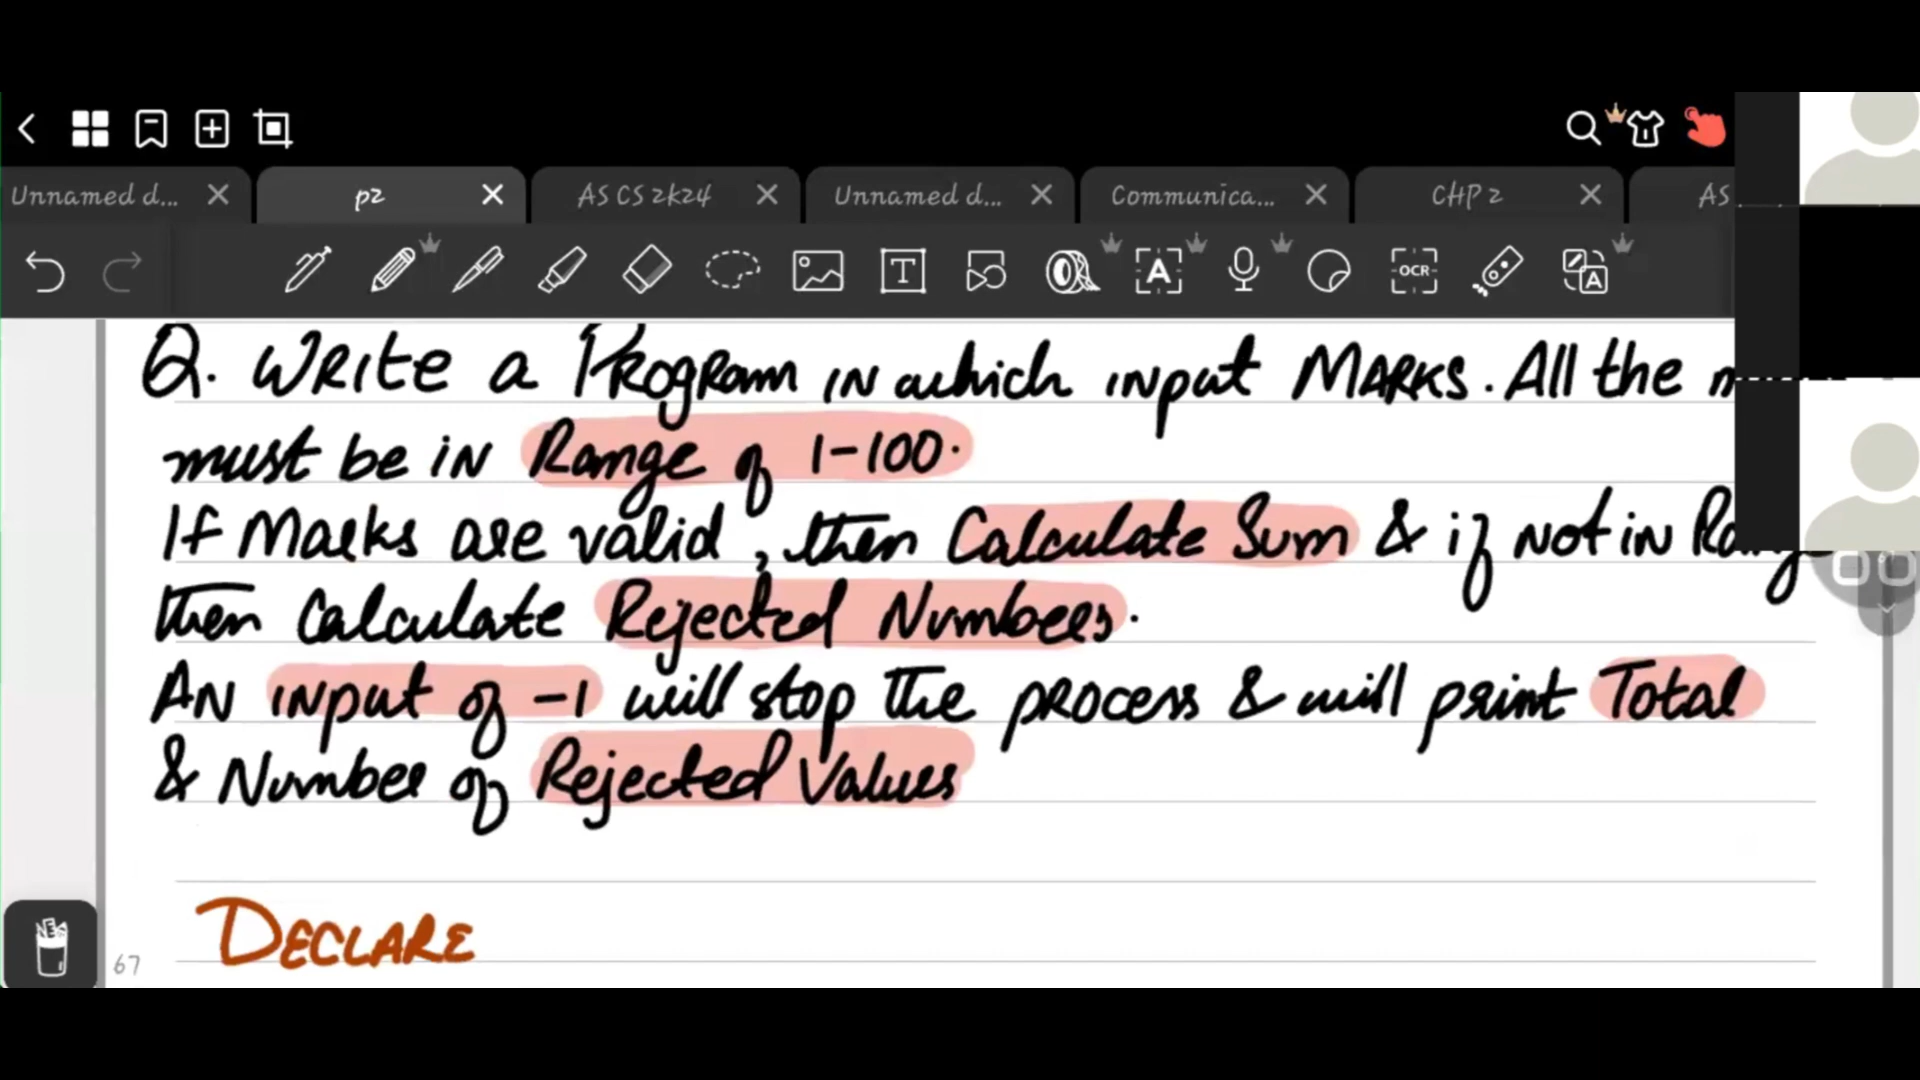 Unnamed d...
p2
AS CS 2k24
Unnamed d...
Communica...
CHP 2
AS
T
A
OCR
A
Q. Write a Program in which input MARKS. All the
must be in Range of 1-100.
If Marks are valid, then Calculate Sum & if not in
then Calculate Rejected Numbers.
An input of -1 will stop the process & will print Total
& Number of Rejected Values
DECLARE
67